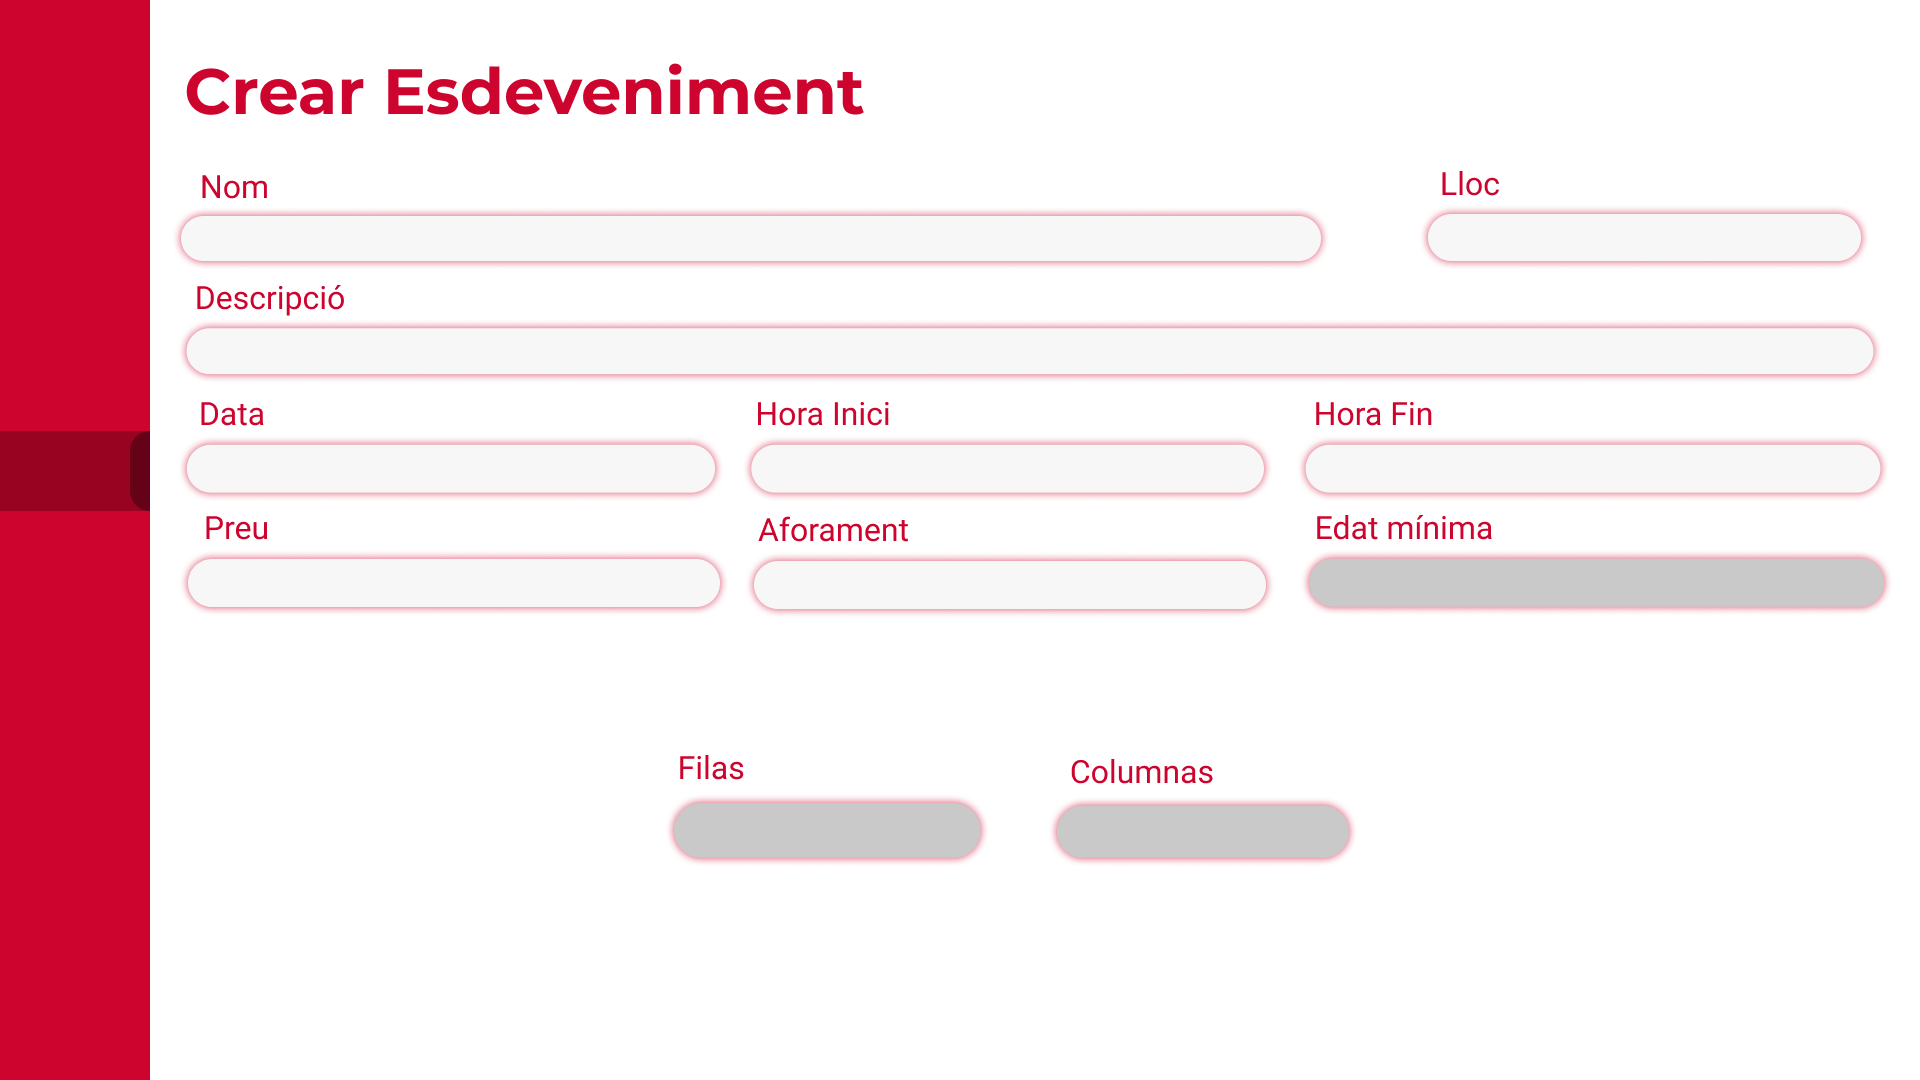 Crear Esdeveniment
Nom
Lloc
Descripció
Data
Hora Inici
Hora Fin
Preu
Aforament
Edat mínima
Filas
Columnas